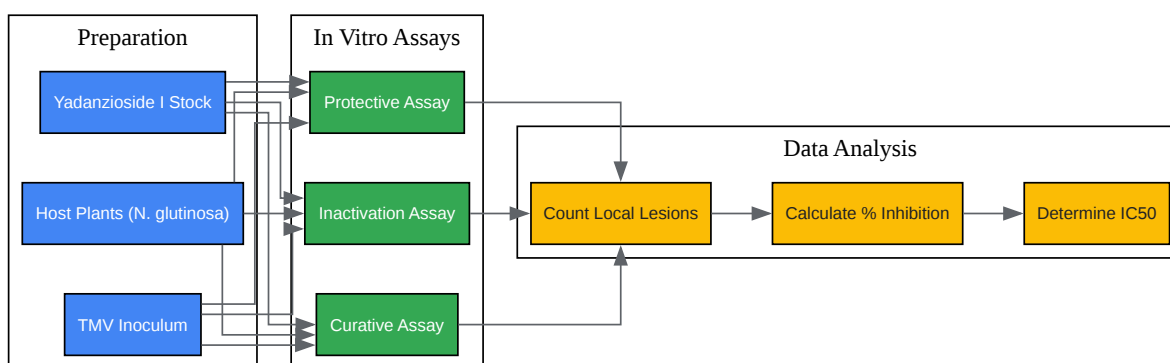 Preparation
Yadanzioside I Stock
Host Plants (N. glutinosa)
TMV Inoculum
In Vitro Assays
Protective Assay
Inactivation Assay
Curative Assay
Data Analysis
Count Local Lesions
Calculate % Inhibition
Determine IC50